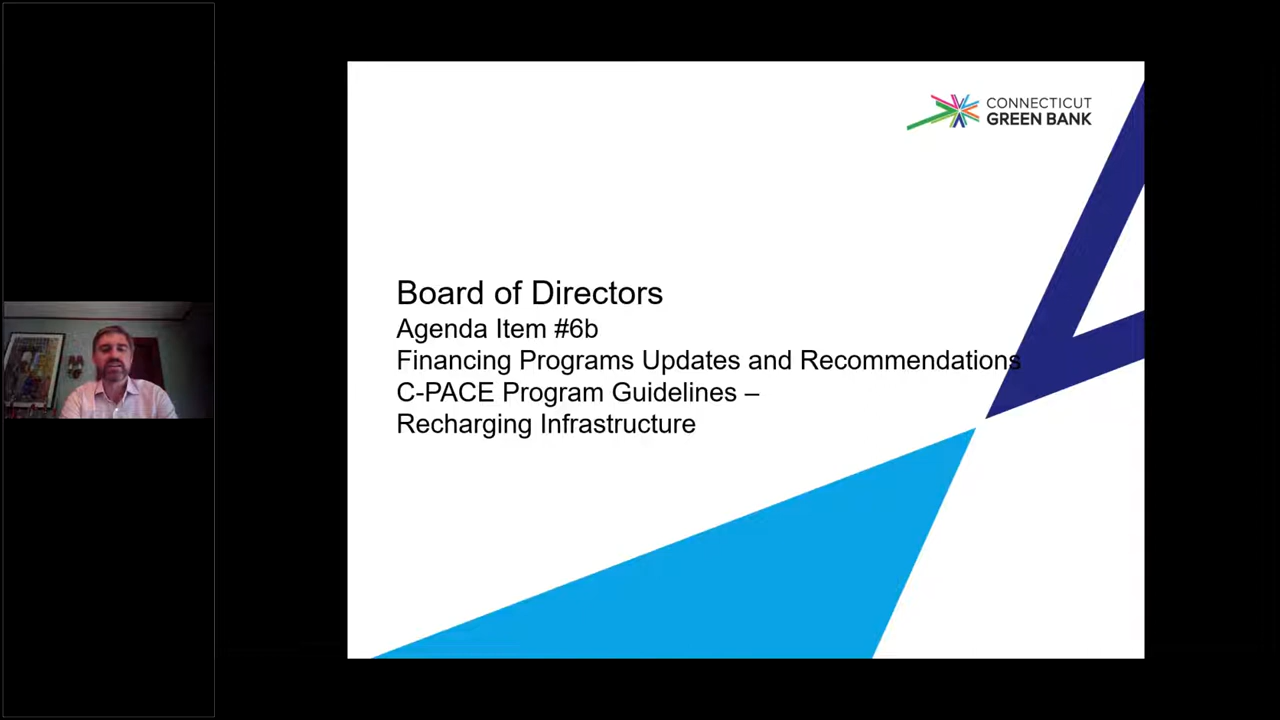 CONNECTICUT
GREEN BANK
Board of Directors
Agenda Item #6b
Financing Programs Updates and Recommendations
C-PACE Program Guidelines –
Recharging Infrastructure